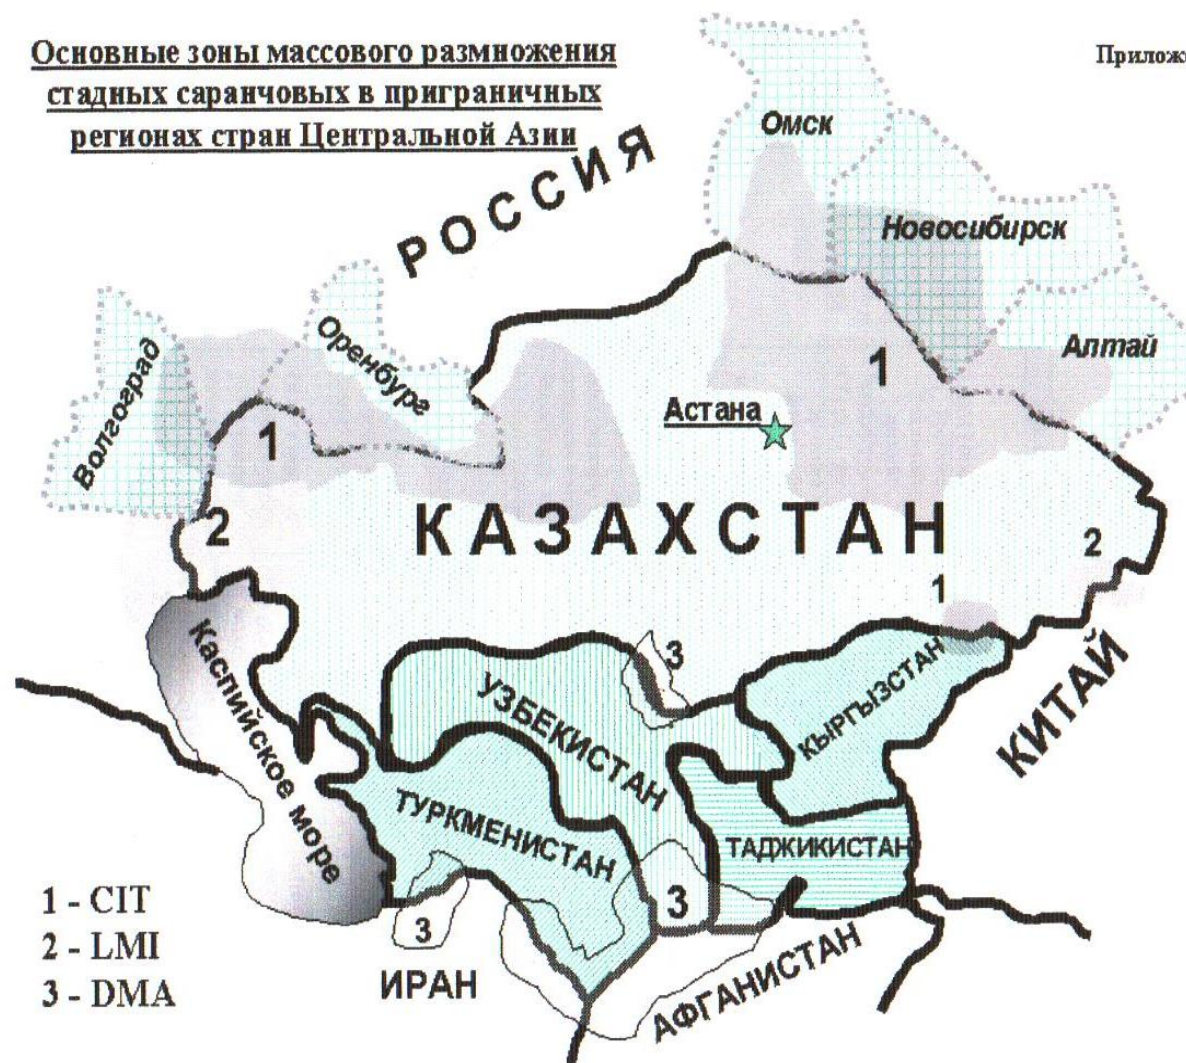 Основные зоны массового размножения
стадных саранчовых в приграничных
регионах стран Центральной Азии
Прилож
РОССИЯ
Омск
Новосибирск
Алтай
Оренбург
Волгоград
1
1
Астана
КАЗАХСТАН
2
2
1
Каспийское море
3
УЗБЕКИСТАН
КЫРГЫЗСТАН
КИТАЙ
ТУРКМЕНИСТАН
ТАДЖИКИСТАН
3
3
ИРАН
АФГАНИСТАН
1 - CIT
2 - LMI
3 - DMA